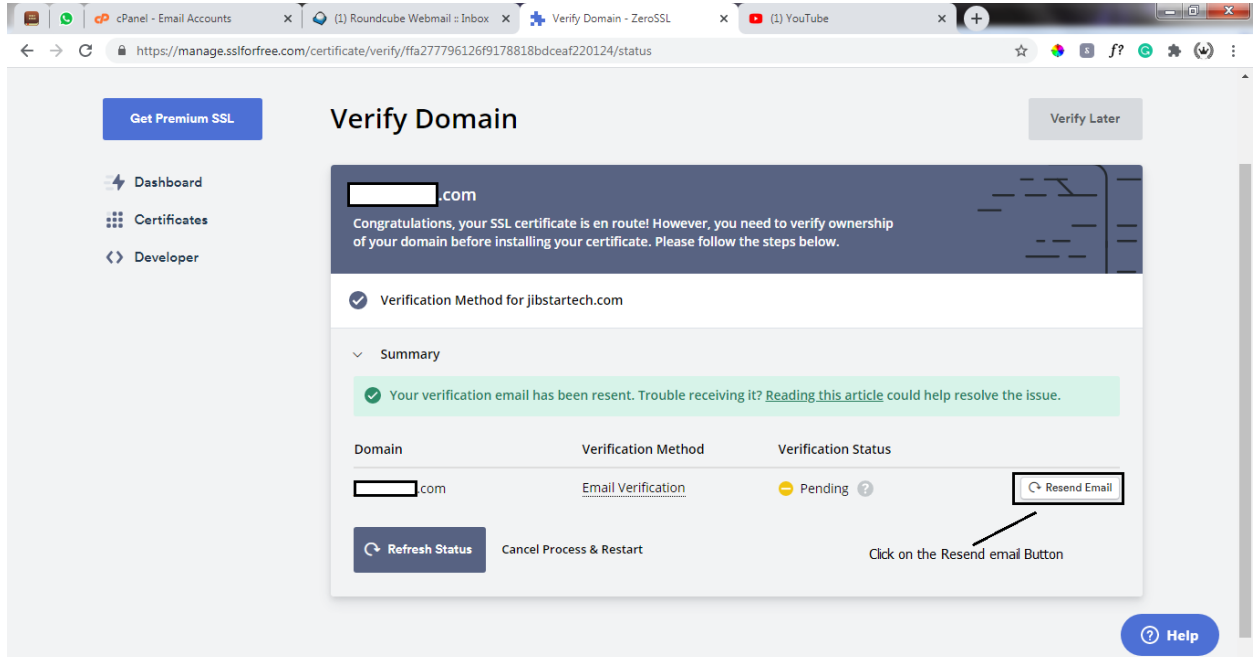 cPanel - Email Accounts
(1) Roundcube Webmail :: Inbox
Verify Domain - ZeroSSL
(1) YouTube
https://manage.sslforfree.com/certificate/verify/ffa277796126f9178818bdceaf220124/status
Get Premium SSL
Verify Domain
Verify Later
Dashboard
Certificates
Developer
.com
Congratulations, your SSL certificate is en route! However, you need to verify ownership
of your domain before installing your certificate. Please follow the steps below.
Verification Method for jibstartech.com
Summary
Your verification email has been resent. Trouble receiving it? Reading this article could help resolve the issue.
Domain Verification Method Verification Status
.com Email Verification Pending ? Resend Email
Refresh Status Cancel Process & Restart
Click on the Resend email Button
? Help